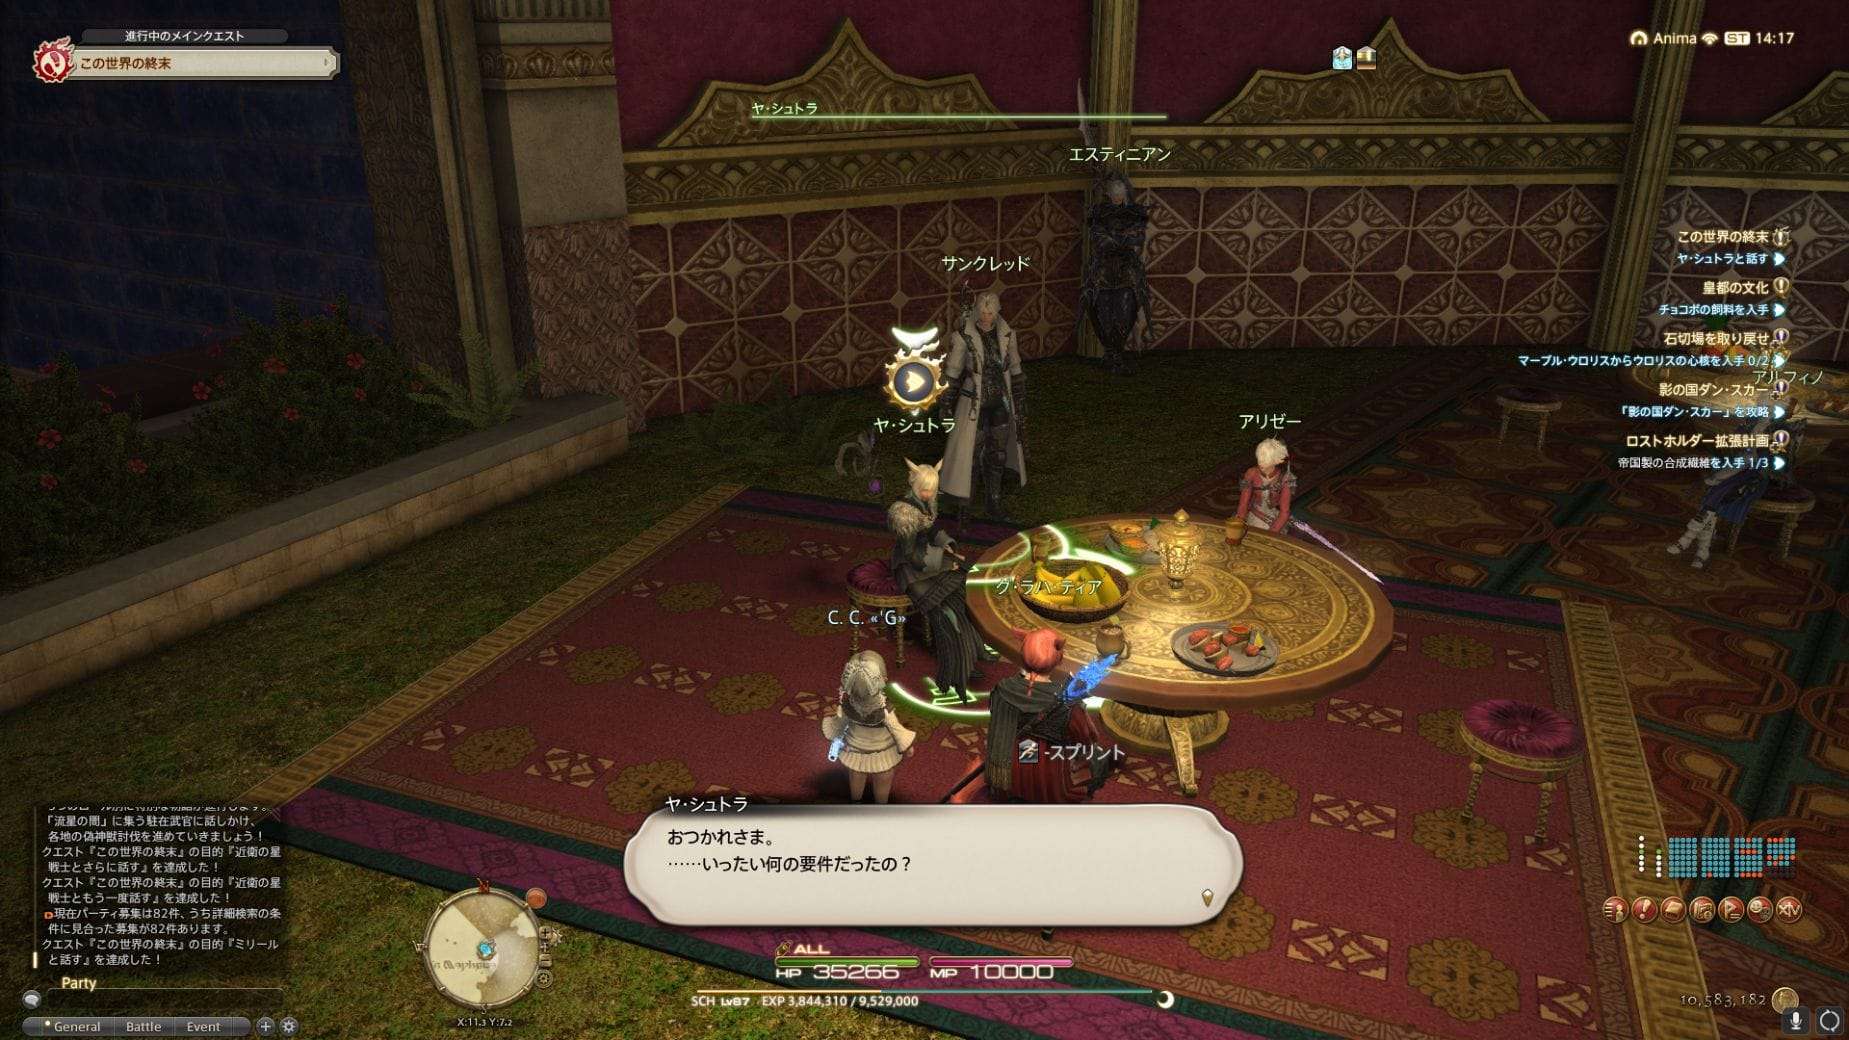 進行中のメインクエスト
この世界の終末
Anima ST 14:17
ヤ・シュトラ
エスティニアン
サンクレッド
ヤ・シュトラ
アリゼー
アルフィノ
グ・ラハ・ティア
C. C. «'G»
この世界の終末
ヤ・シュトラと話す
皇都の文化
チョコボの飼料を入手
石切場を取り戻せ
マーブル・ウロリスからウロリスの心核を入手 0/2
影の国ダン・スカー
「影の国ダン・スカー」を攻略
ロストホルダー拡張計画
帝国製の合成繊維を入手 1/3
-スプリント
ヤ・シュトラ
おつかれさま。
……いったい何の要件だったの？
「流星の間」に集う駐在武官に話しかけ、
各地の偽神獣討伐を進めていきましょう！
クエスト『この世界の終末』の目的『近衛の星
戦士とさらに話す』を達成した！
クエスト『この世界の終末』の目的『近衛の星
戦士ともう一度話す』を達成した！
現在パーティ募集は82件、うち詳細検索の条
件に見合った募集が82件あります。
クエスト『この世界の終末』の目的『ミリール
と話す』を達成した！
Party
General Battle Event
X:11.3 Y:7.2
ALL
HP 35266 MP 10000
SCH Lv87 EXP 3,844,310 / 9,529,000
10,583,182
XIV